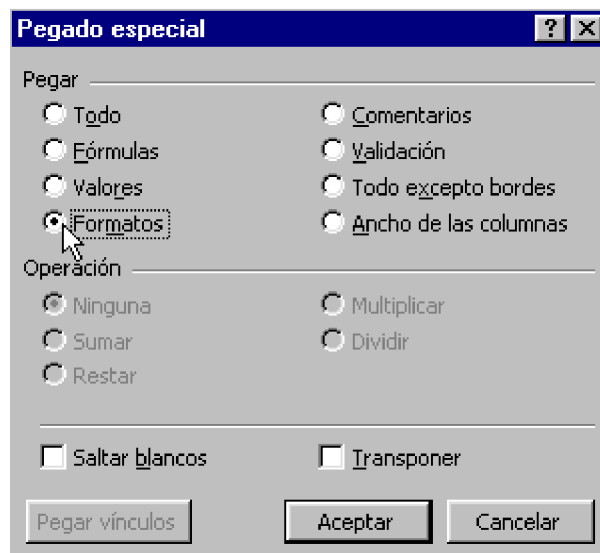 Pegado especial
Pegar
Todo
Comentarios
Fórmulas
Validación
Valores
Todo excepto bordes
Formatos
Ancho de las columnas
Operación
Ninguna
Multiplicar
Sumar
Dividir
Restar
Saltar blancos
Transponer
Pegar vínculos
Aceptar
Cancelar